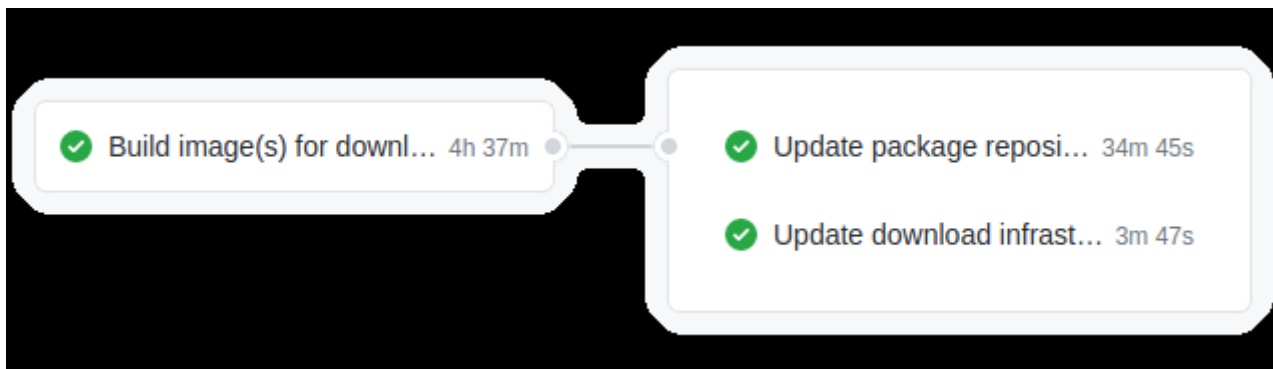 Build image(s) for downl... 4h 37m
Update package reposi... 34m 45s
Update download infrast... 3m 47s